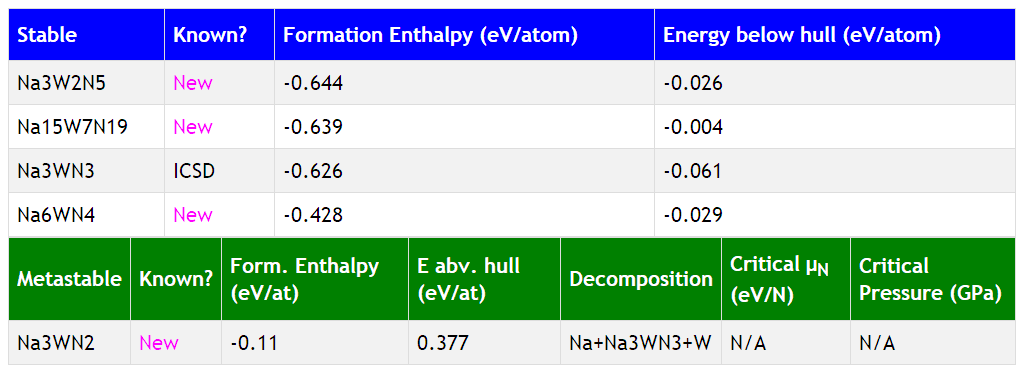 Stable Known? Formation Enthalpy (eV/atom) Energy below hull (eV/atom)
Na3W2N5 New -0.644 -0.026
Na15W7N19 New -0.639 -0.004
Na3WN3 ICSD -0.626 -0.061
Na6WN4 New -0.428 -0.029
Metastable Known? Form. Enthalpy (eV/at) E abv. hull (eV/at) Decomposition Critical μN (eV/N) Critical Pressure (GPa)
Na3WN2 New -0.11 0.377 Na+Na3WN3+W N/A N/A